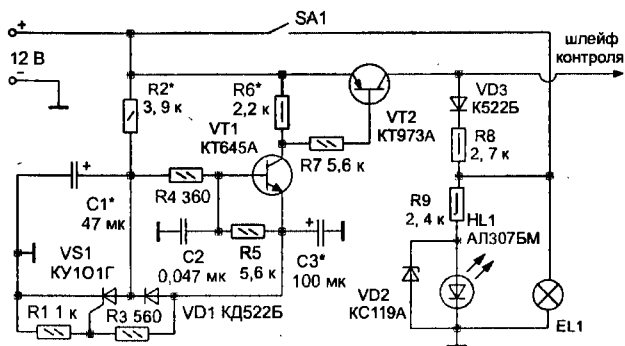 +
SA1
шлейф
контроля
12 В
−
R2*
3, 9 к
R6*
2,2 к
VT1
КТ645А
VT2
КТ973А
R7 5,6 к
VD3
К522Б
R8
2, 7 к
+
C1*
47 мк
R4 360
R9
2, 4 к
HL1
АЛ307БМ
VS1
КУ1О1Г
C2
0,047 мк
R5
5,6 к
+
C3*
100 мк
R1 1 к
R3 560
VD1 КД522Б
VD2
КС119А
EL1